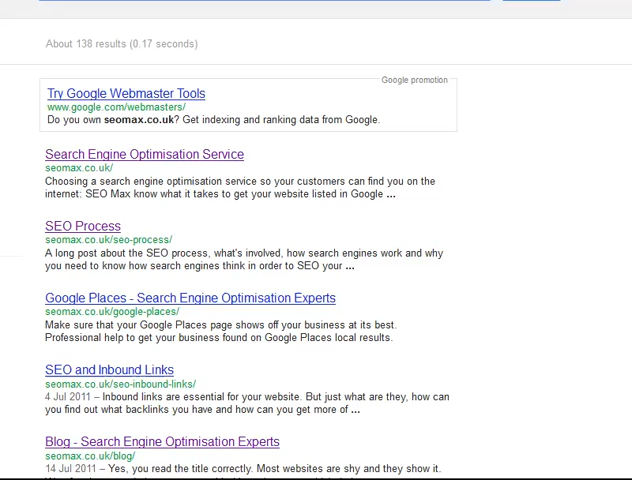 About 138 results (0.17 seconds)
Google promotion
Try Google Webmaster Tools
www.google.com/webmasters/
Do you own seomax.co.uk? Get indexing and ranking data from Google.
Search Engine Optimisation Service
seomax.co.uk/
Choosing a search engine optimisation service so your customers can find you on the
internet: SEO Max know what it takes to get your website listed in Google ...
SEO Process
seomax.co.uk/seo-process/
A long post about the SEO process, what's involved, how search engines work and why
you need to know how search engines think in order to SEO your ...
Google Places - Search Engine Optimisation Experts
seomax.co.uk/google-places/
Make sure that your Google Places page shows off your business at its best.
Professional help to get your business found on Google Places local results.
SEO and Inbound Links
seomax.co.uk/seo-inbound-links/
4 Jul 2011 – Inbound links are essential for your website. But just what are they, how can
you find out what backlinks you have and how can you get more of ...
Blog - Search Engine Optimisation Experts
seomax.co.uk/blog/
14 Jul 2011 – Yes, you read the title correctly. Most websites are shy and they show it.